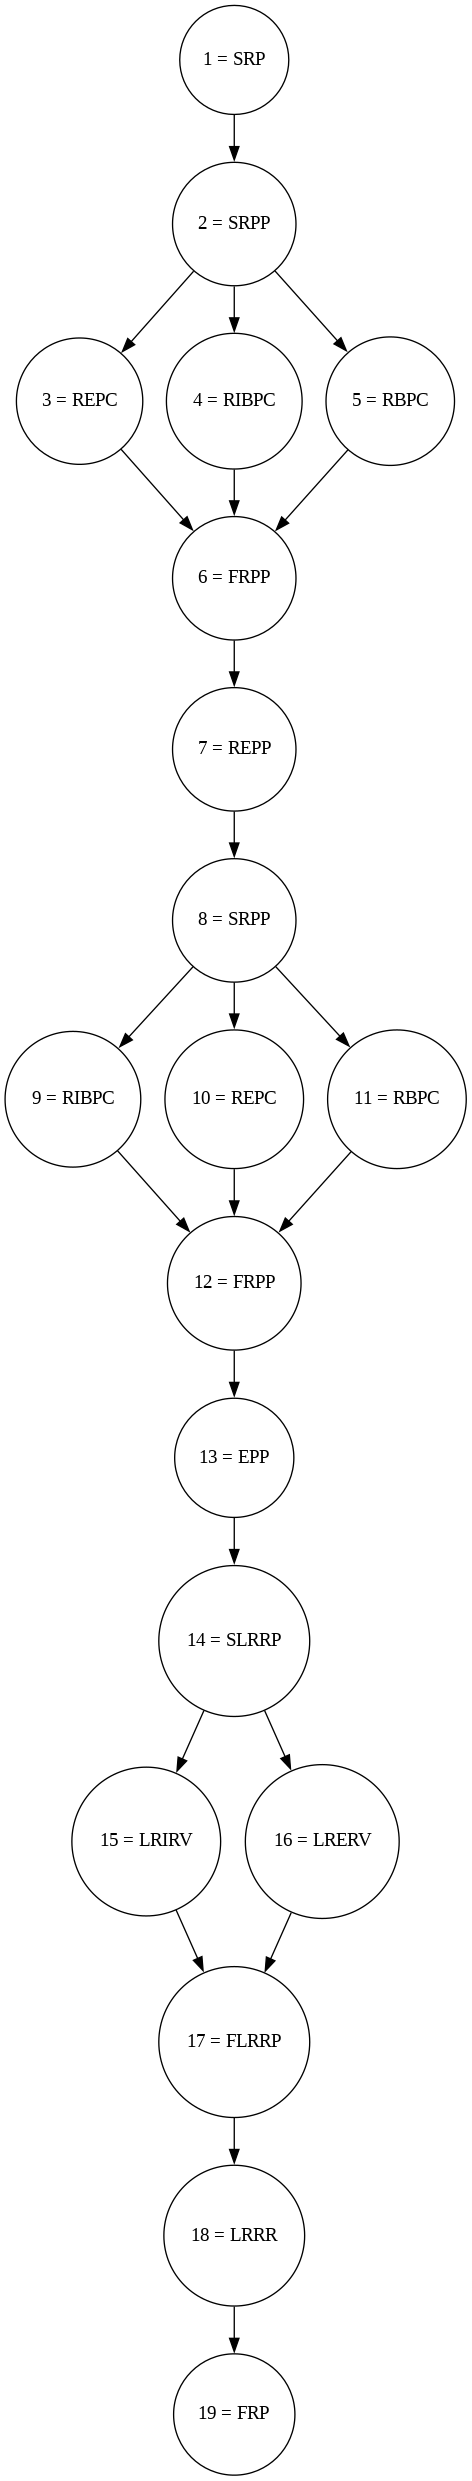 1 = SRP
2 = SRPP
3 = REPC
4 = RIBPC
5 = RBPC
6 = FRPP
7 = REPP
8 = SRPP
9 = RIBPC
10 = REPC
11 = RBPC
12 = FRPP
13 = EPP
14 = SLRRP
15 = LRIRV
16 = LRERV
17 = FLRRP
18 = LRRR
19 = FRP